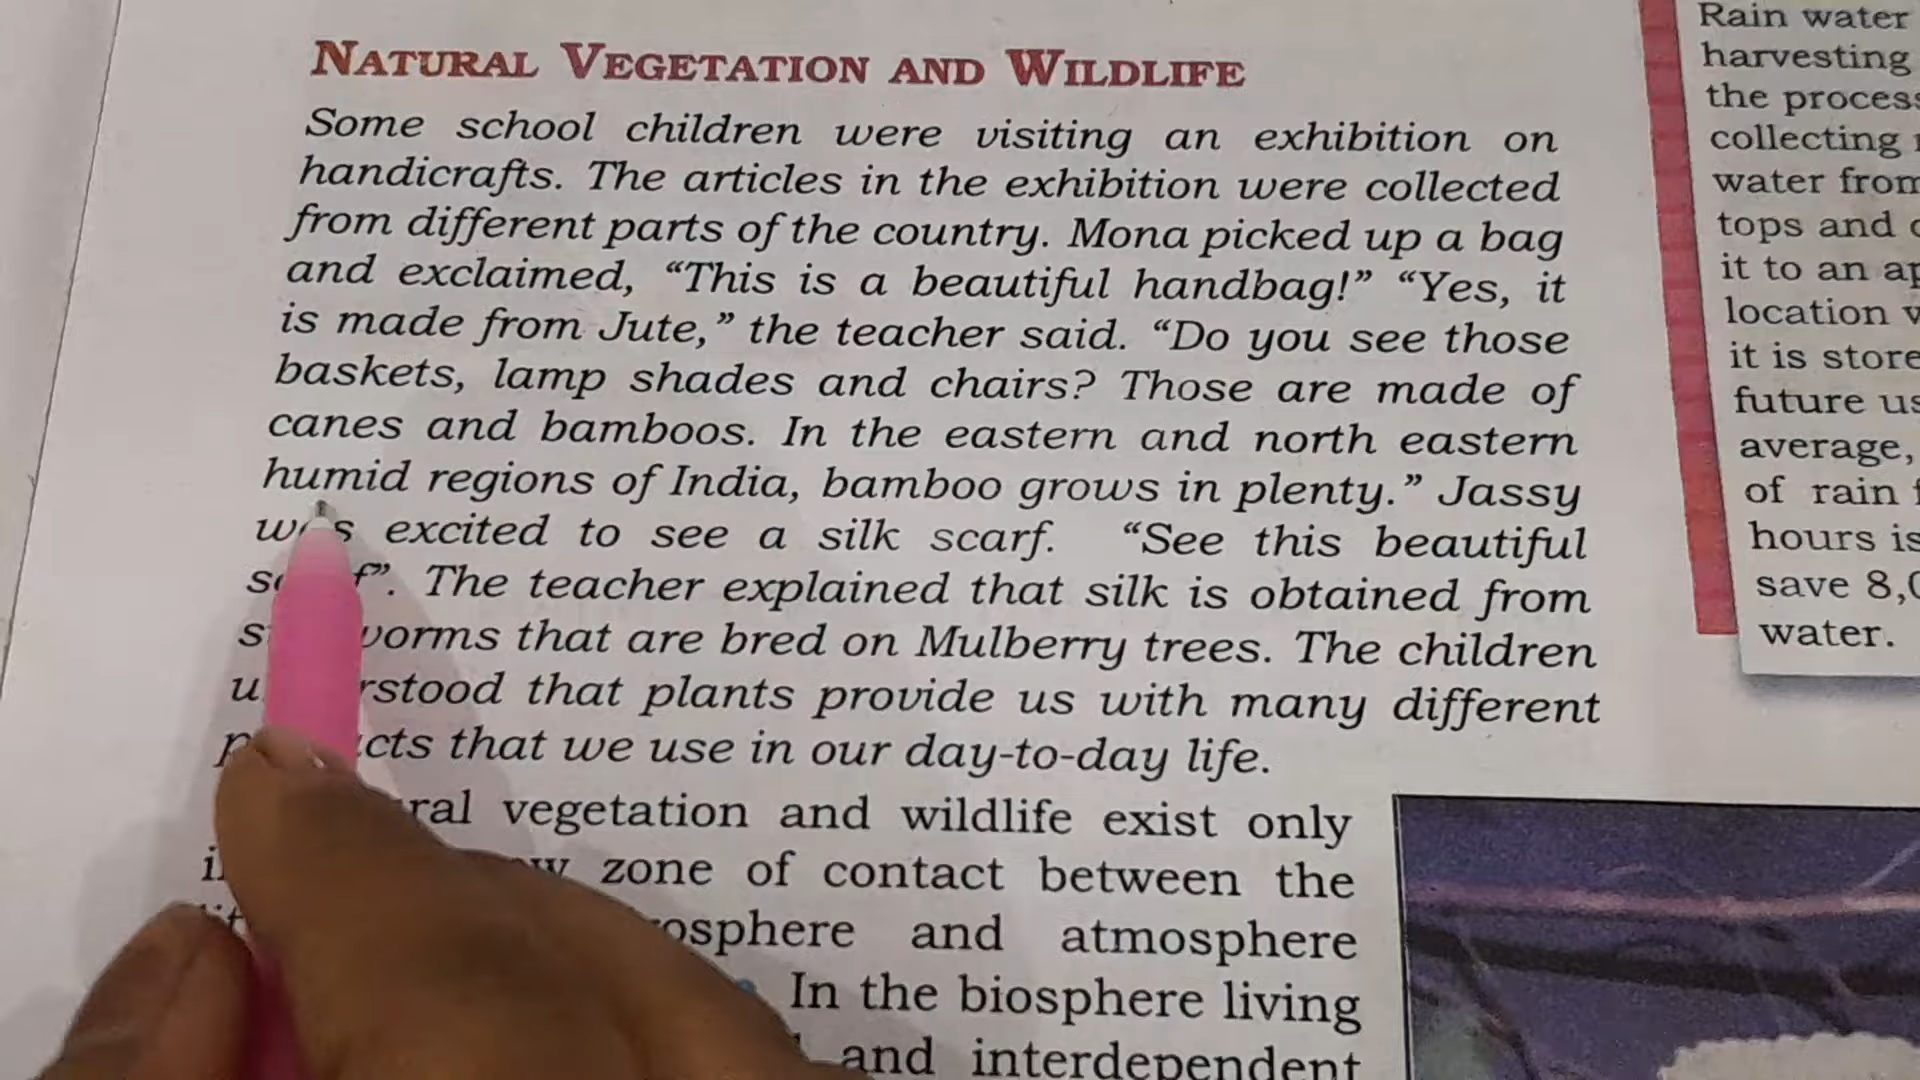 NATURAL VEGETATION AND WILDLIFE
Some school children were visiting an exhibition on
handicrafts. The articles in the exhibition were collected
from different parts of the country. Mona picked up a bag
and exclaimed, “This is a beautiful handbag!” “Yes, it
is made from Jute,” the teacher said. “Do you see those
baskets, lamp shades and chairs? Those are made of
canes and bamboos. In the eastern and north eastern
humid regions of India, bamboo grows in plenty.” Jassy
was excited to see a silk scarf. “See this beautiful
The teacher explained that silk is obtained from
that are bred on Mulberry trees. The children
that plants provide us with many different
that we use in our day-to-day life.
vegetation and wildlife exist only
zone of contact between the
and atmosphere
In the biosphere living
and interdependent
Rain water
harvesting
the process
collecting
water from
tops and
it to an
location
it is
future
average,
of rain
hours is
save
water.